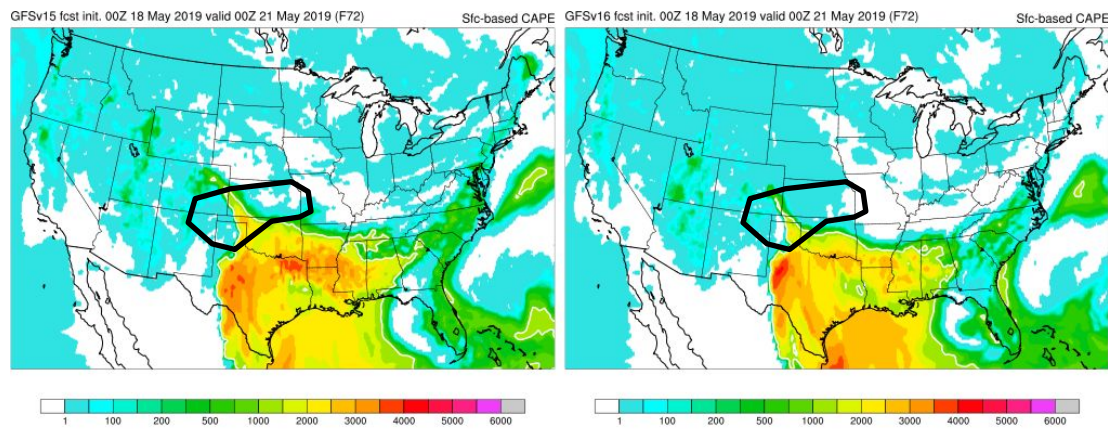 GFSv15 fcst init. 00Z 18 May 2019 valid 00Z 21 May 2019 (F72) Sfc-based CAPE
GFSv16 fcst init. 00Z 18 May 2019 valid 00Z 21 May 2019 (F72) Sfc-based CAPE
1 100 200 500 1000 2000 3000 4000 5000 6000
1 100 200 500 1000 2000 3000 4000 5000 6000